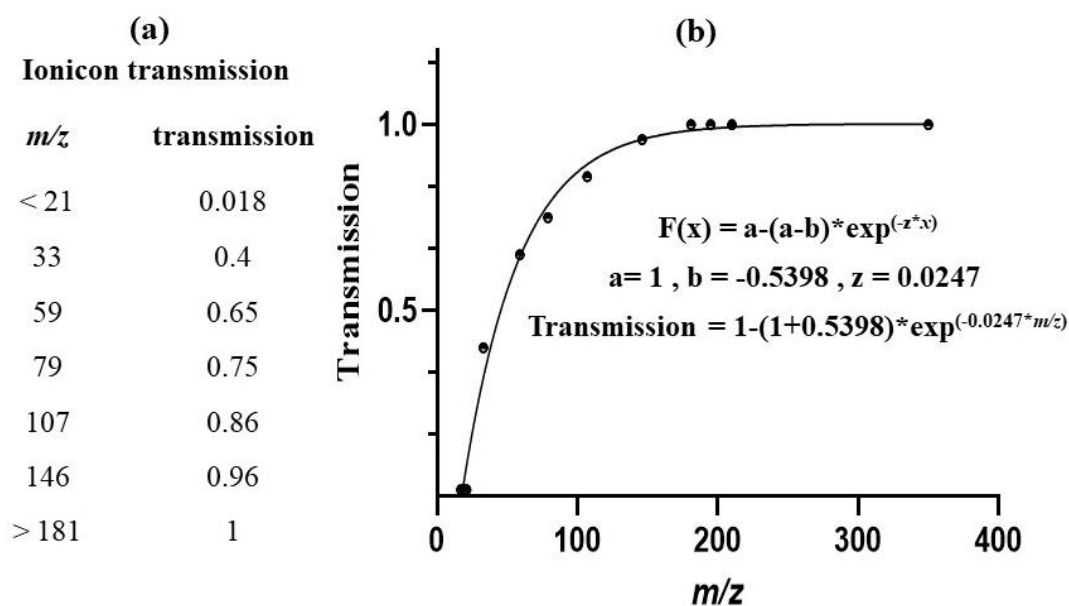 (a)
Ionicon transmission
m/z transmission
< 21 0.018
33 0.4
59 0.65
79 0.75
107 0.86
146 0.96
> 181 1
(b)
Transmission
1.0
0.5
F(x) = a-(a-b)*exp(-z*x)
a= 1 , b = -0.5398 , z = 0.0247
Transmission = 1-(1+0.5398)*exp(-0.0247*m/z)
0 100 200 300 400
m/z